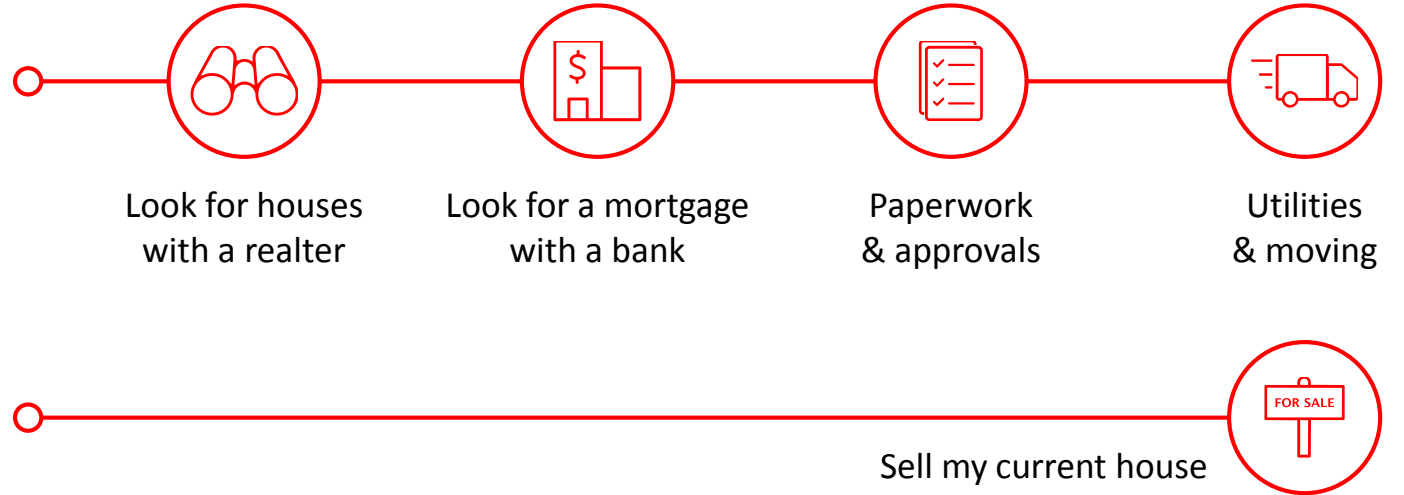 $
Look for houses
with a realter
Look for a mortgage
with a bank
Paperwork
& approvals
Utilities
& moving
FOR SALE
Sell my current house